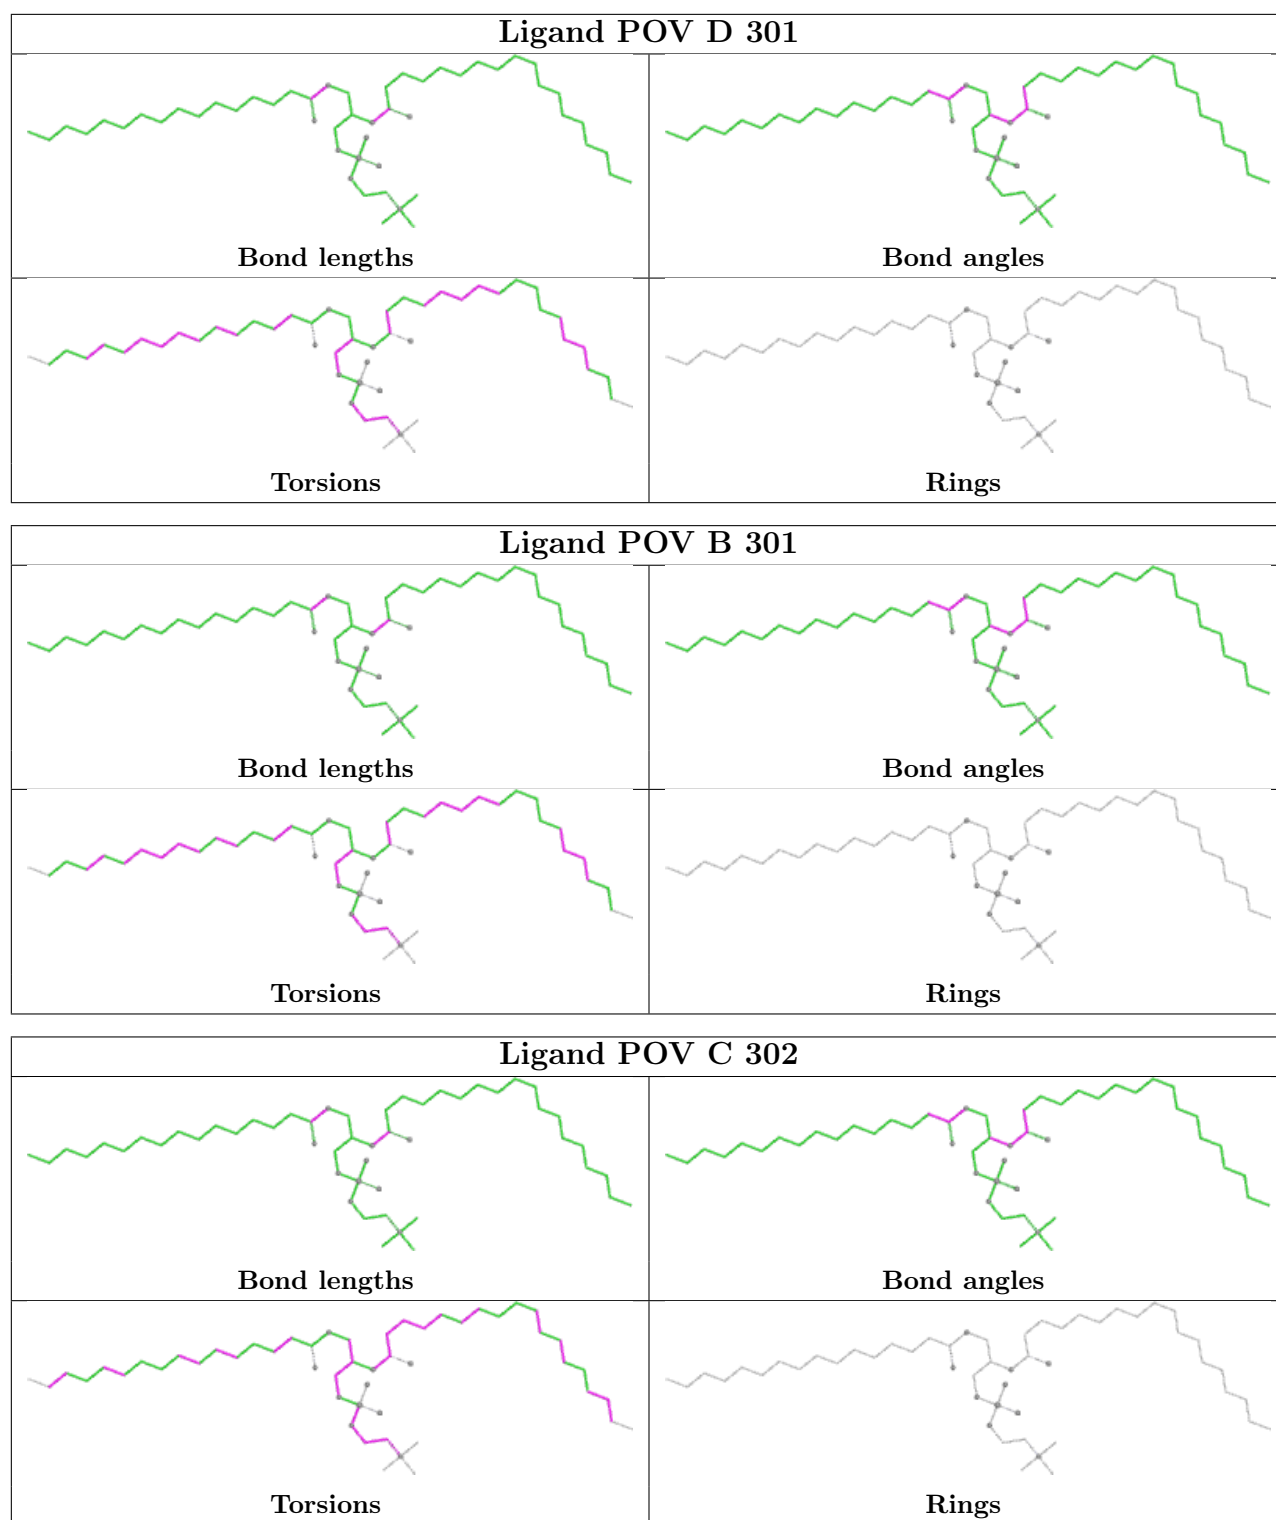 Ligand POV D 301
Bond lengths
Bond angles
Torsions
Rings
Ligand POV B 301
Bond lengths
Bond angles
Torsions
Rings
Ligand POV C 302
Bond lengths
Bond angles
Torsions
Rings